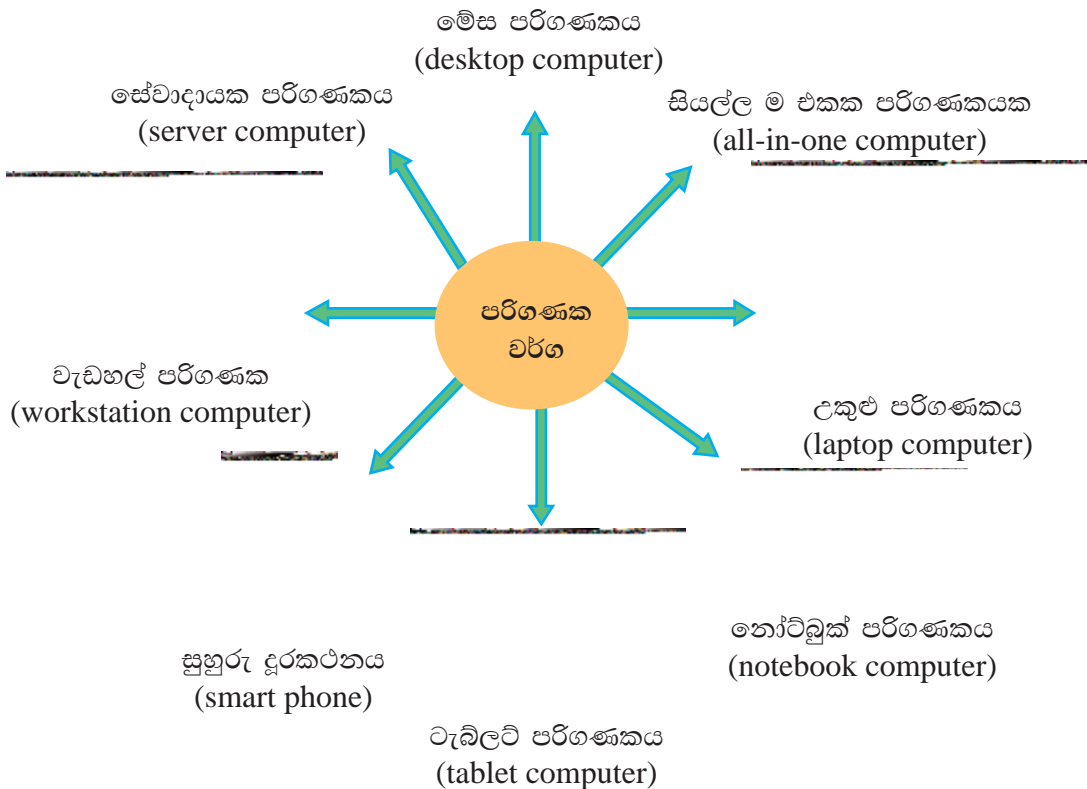 මේස පරිගණකය
(desktop computer)
සේවාදායක පරිගණකය
(server computer)
සියල්ල ම එකක පරිගණකයක
(all-in-one computer)
පරිගණක
වර්ග
වැඩහල් පරිගණක
(workstation computer)
උකුළු පරිගණකය
(laptop computer)
නෝට්බුක් පරිගණකය
(notebook computer)
සුහුරු දූරකථනය
(smart phone)
ටැබ්ලට් පරිගණකය
(tablet computer)